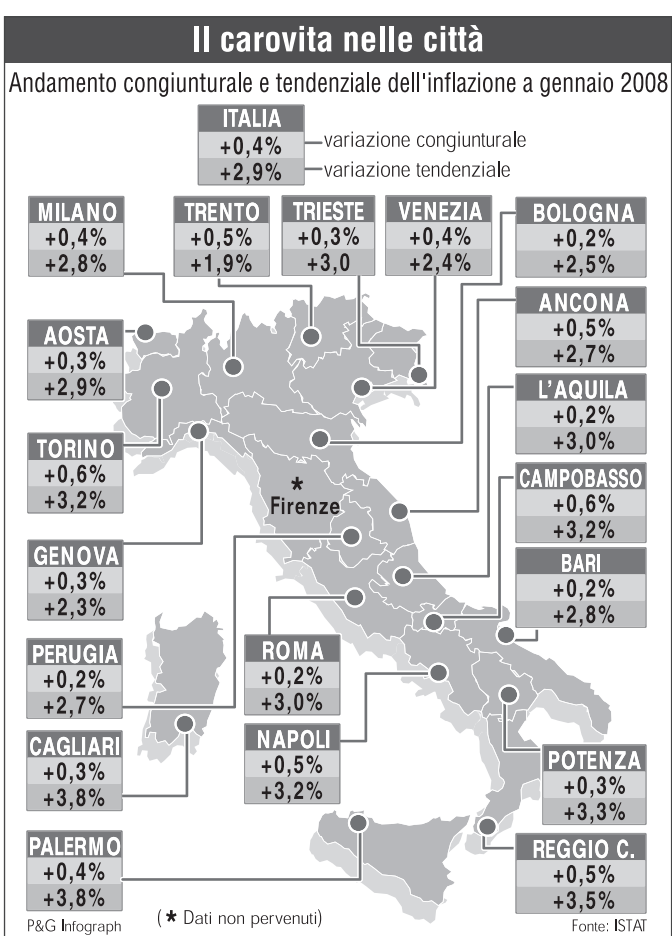 Il carovita nelle città
Andamento congiunturale e tendenziale dell'inflazione a gennaio 2008
ITALIA
+0,4%
variazione congiunturale
+2,9%
variazione tendenziale
MILANO
+0,4%
+2,8%
TRENTO
+0,5%
+1,9%
TRIESTE
+0,3%
+3,0
VENEZIA
+0,4%
+2,4%
BOLOGNA
+0,2%
+2,5%
ANCONA
+0,5%
+2,7%
AOSTA
+0,3%
+2,9%
L'AQUILA
+0,2%
+3,0%
TORINO
+0,6%
+3,2%
* Firenze
CAMPOBASSO
+0,6%
+3,2%
GENOVA
+0,3%
+2,3%
BARI
+0,2%
+2,8%
PERUGIA
+0,2%
+2,7%
ROMA
+0,2%
+3,0%
CAGLIARI
+0,3%
+3,8%
NAPOLI
+0,5%
+3,2%
POTENZA
+0,3%
+3,3%
PALERMO
+0,4%
+3,8%
REGGIO C.
+0,5%
+3,5%
P&G Infograph
(* Dati non pervenuti)
Fonte: ISTAT